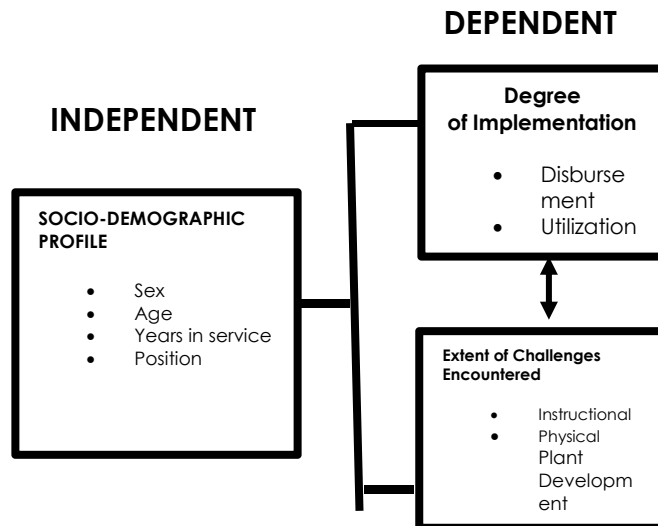 DEPENDENT
INDEPENDENT
Degree
of Implementation
• Disburse
ment
• Utilization
SOCIO-DEMOGRAPHIC
PROFILE
• Sex
• Age
• Years in service
• Position
Extent of Challenges
Encountered
• Instructional
• Physical
Plant
Developm
ent